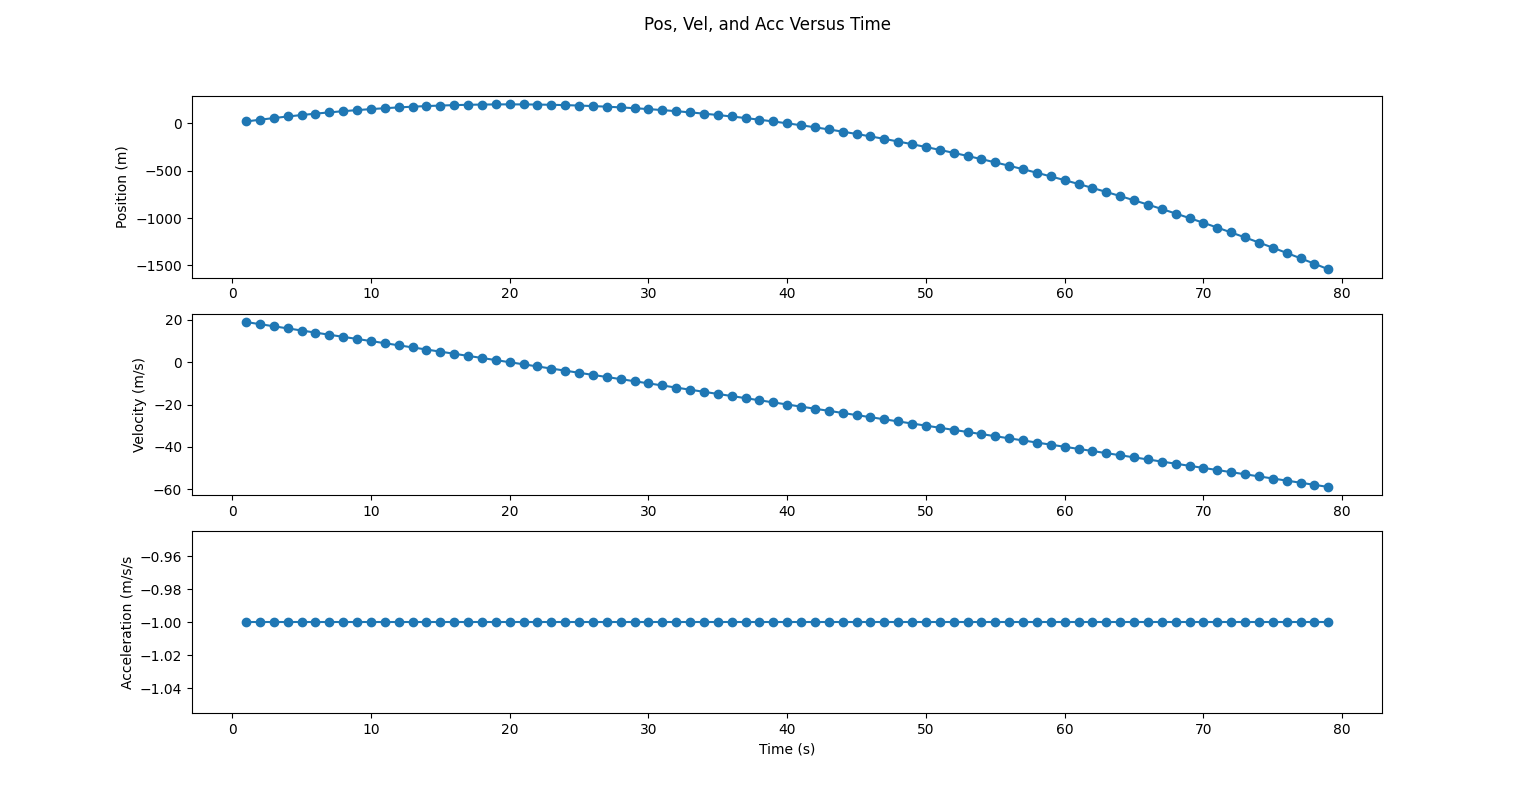 Pos, Vel, and Acc Versus Time
Position (m)
0
−500
−1000
−1500
0 10 20 30 40 50 60 70 80
Velocity (m/s)
20
0
−20
−40
−60
0 10 20 30 40 50 60 70 80
Acceleration (m/s/s
−0.96
−0.98
−1.00
−1.02
−1.04
0 10 20 30 40 50 60 70 80
Time (s)